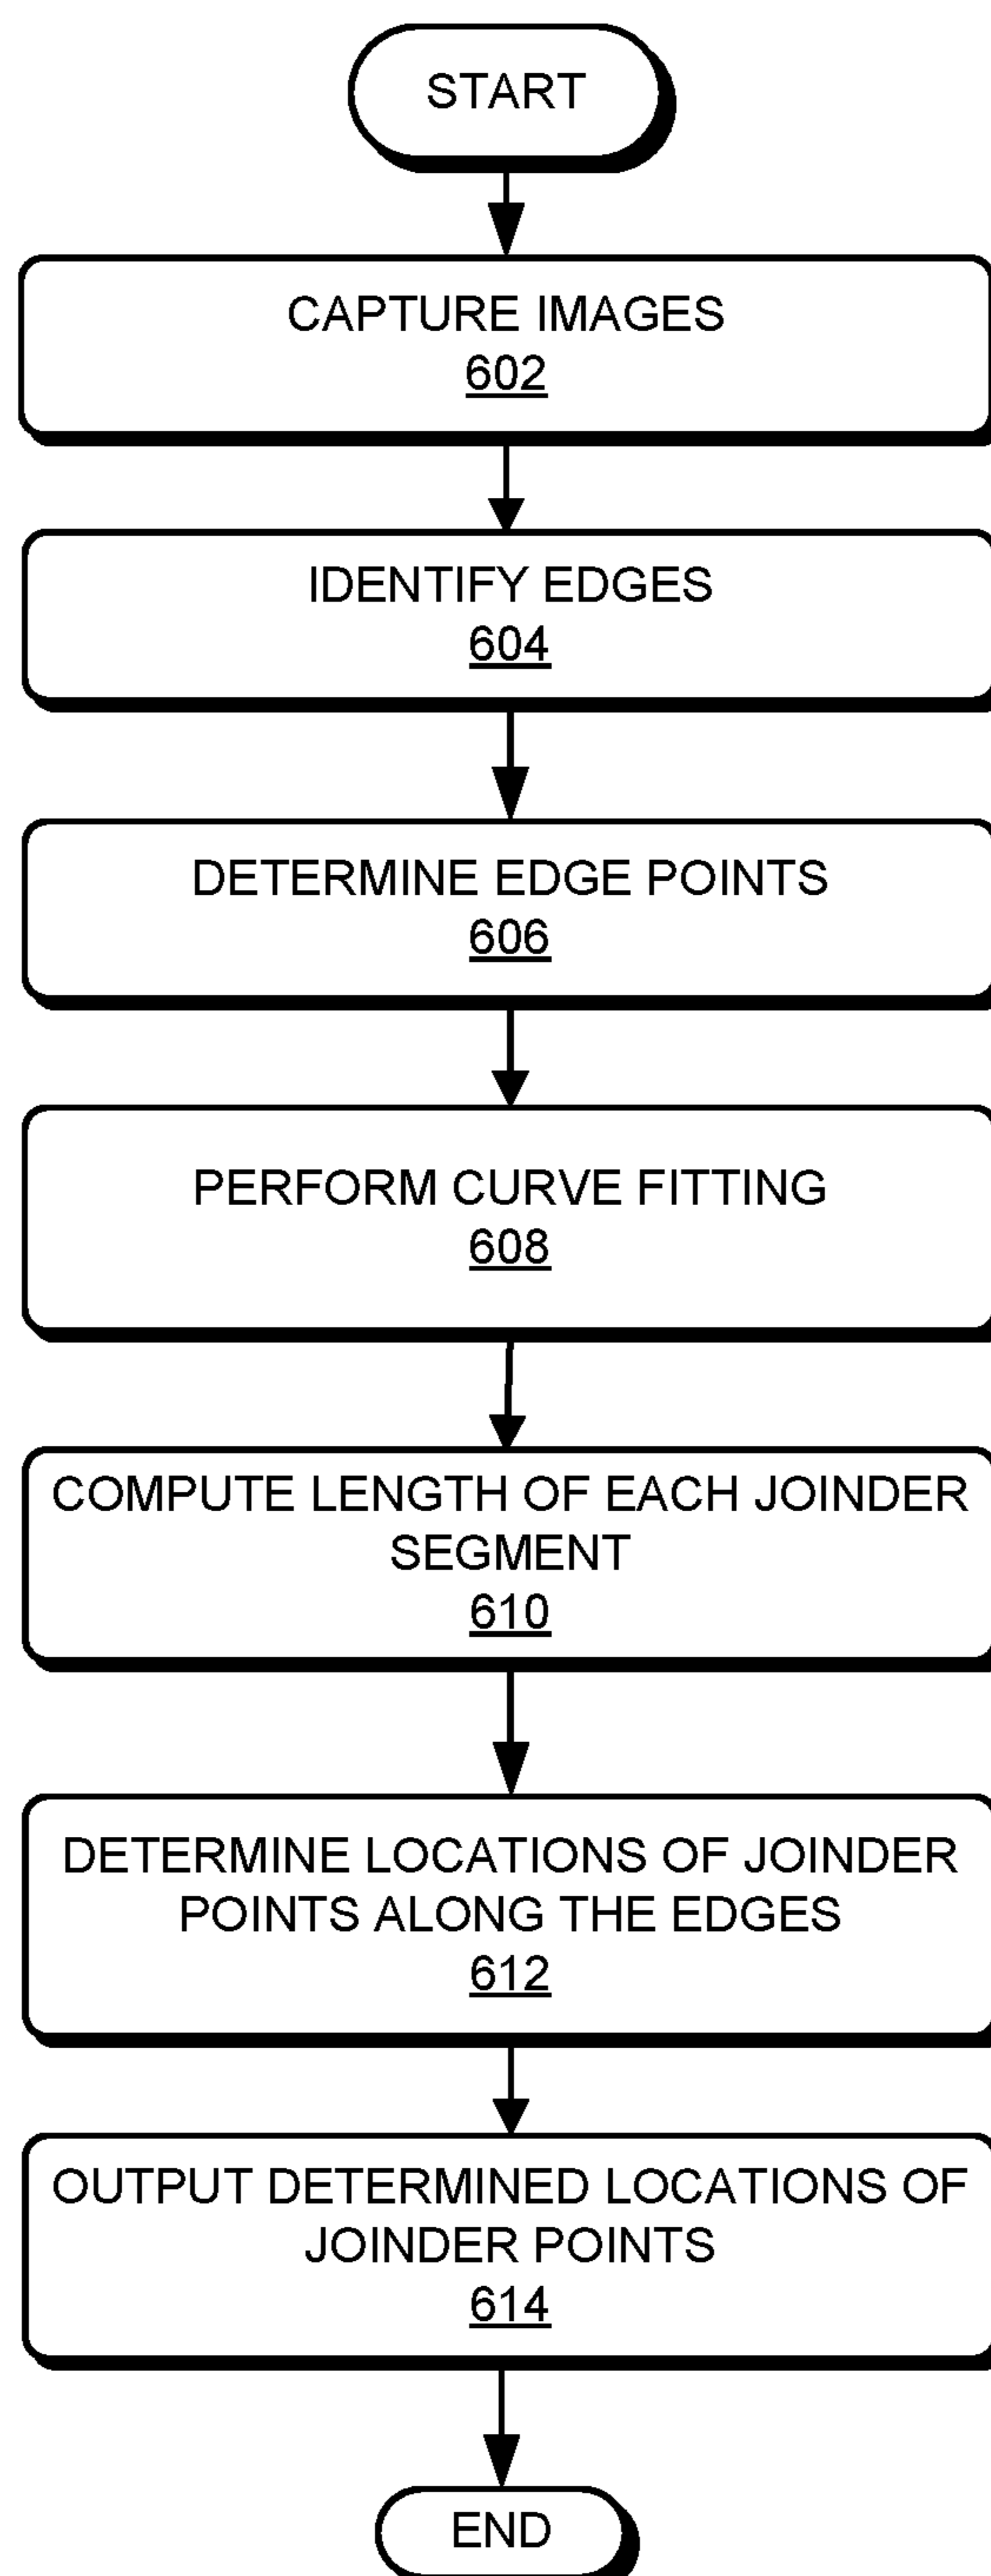 START
CAPTURE IMAGES
602
IDENTIFY EDGES
604
DETERMINE EDGE POINTS
606
PERFORM CURVE FITTING
608
COMPUTE LENGTH OF EACH JOINDER
SEGMENT
610
DETERMINE LOCATIONS OF JOINDER
POINTS ALONG THE EDGES
612
OUTPUT DETERMINED LOCATIONS OF
JOINDER POINTS
614
END